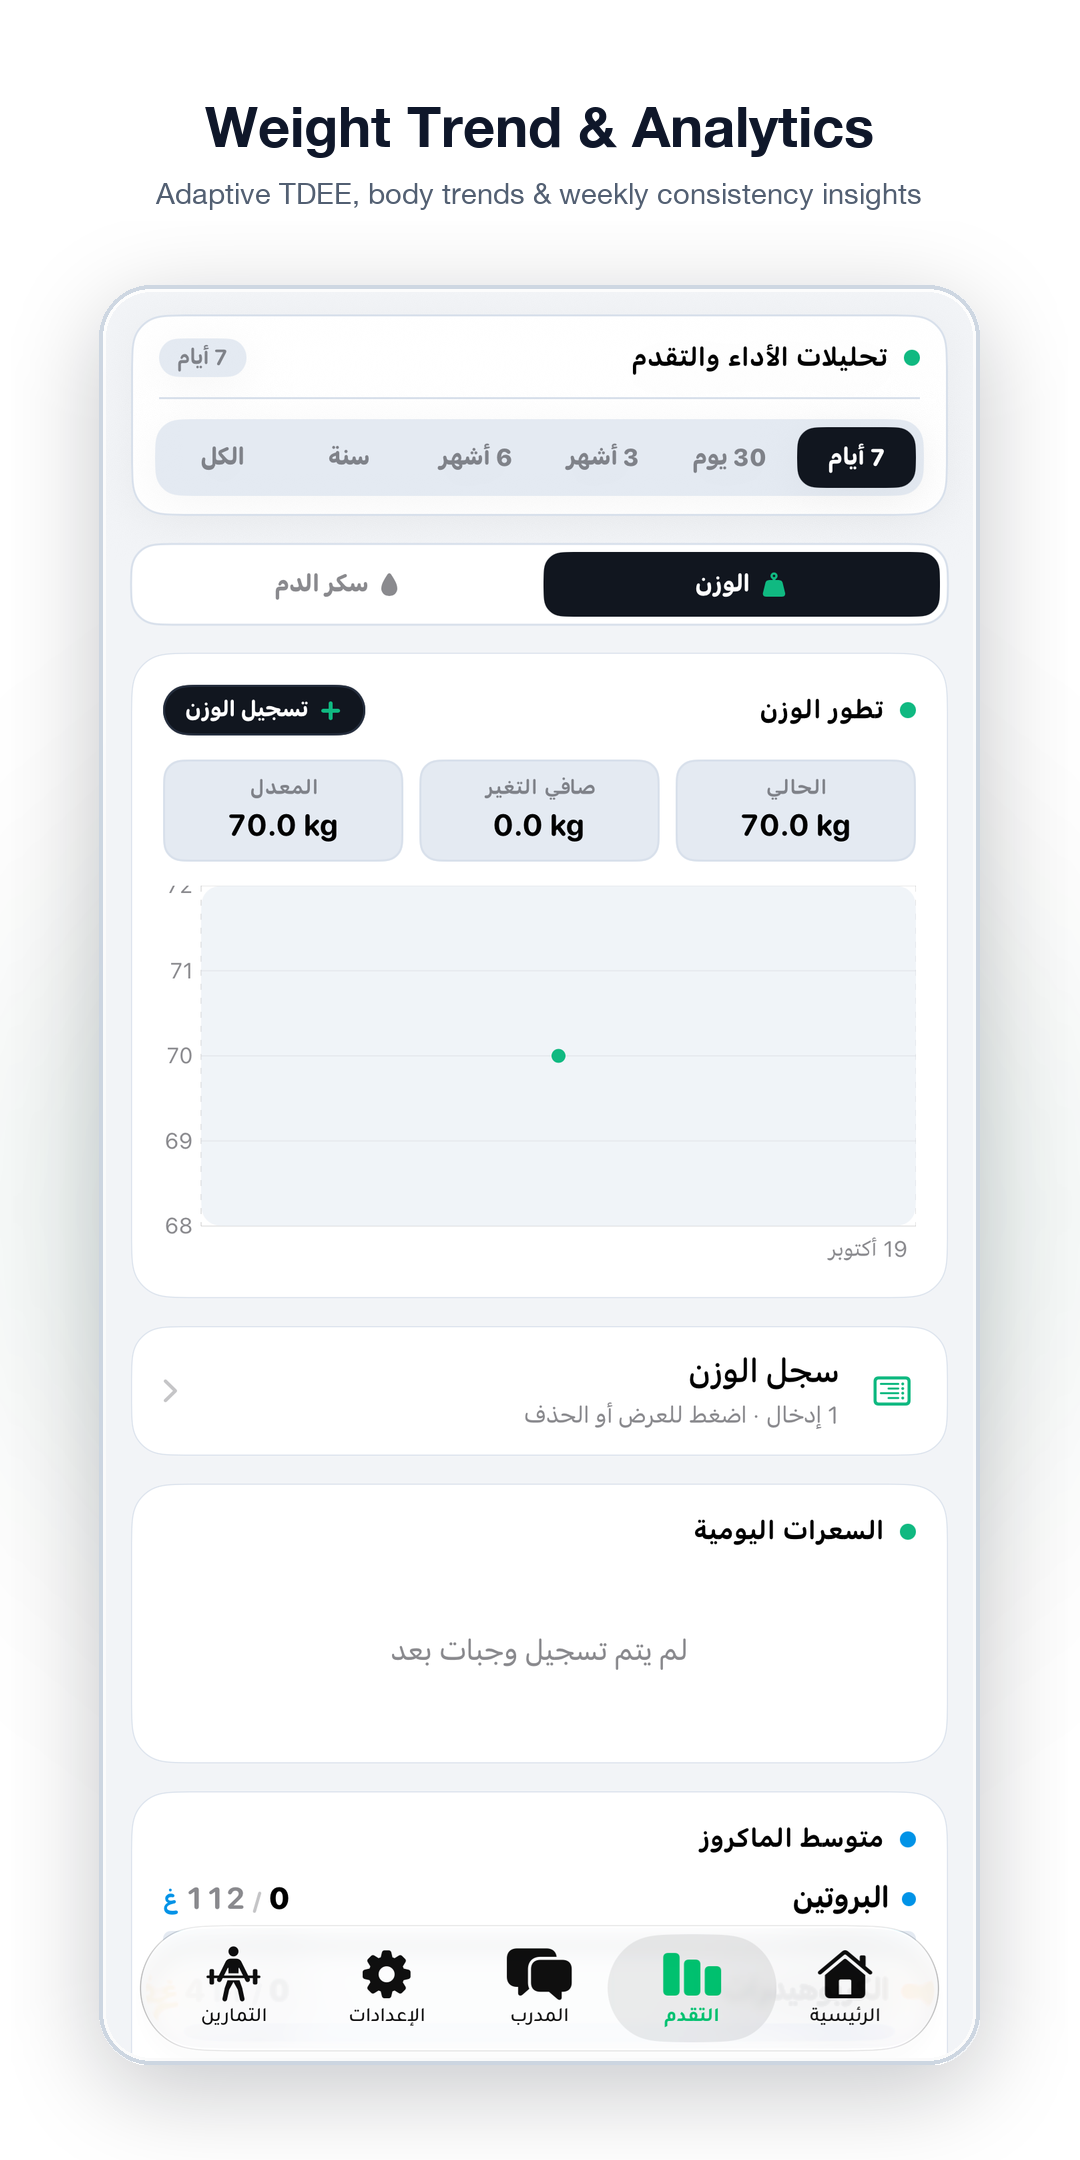 Weight Trend & Analytics
Adaptive TDEE, body trends & weekly consistency insights
تحليلات الأداء والتقدم
7 أيام
7 أيام
30 يوم
3 أشهر
6 أشهر
سنة
الكل
الوزن
سكر الدم
تطور الوزن
تسجيل الوزن
الحالي
70.0 kg
صافي التغير
0.0 kg
المعدل
70.0 kg
72
71
70
69
68
19 أكتوبر
سجل الوزن
1 إدخال · اضغط للعرض أو الحذف
السعرات اليومية
لم يتم تسجيل وجبات بعد
متوسط الماكروز
البروتين
0 / 112 غ
الرئيسية
التقدم
المدرب
الإعدادات
التمارين